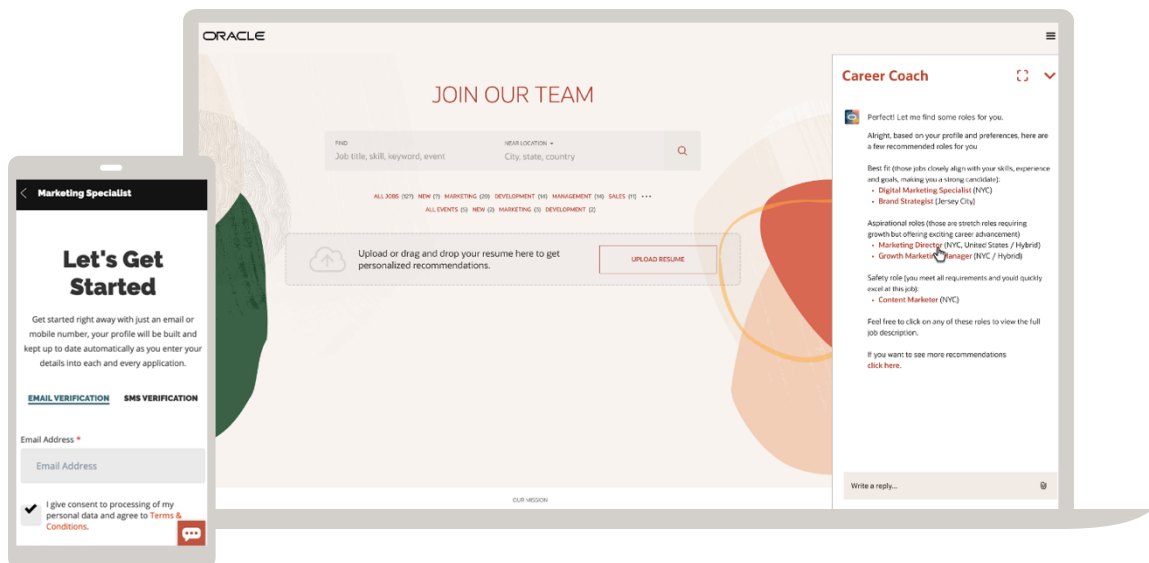 ORACLE
JOIN OUR TEAM
FIND
Job title, skill, keyword, event
NEAR LOCATION
City, state, country
ALL JOBS (127) NEW (7) MARKETING (20) DEVELOPMENT (14) MANAGEMENT (14) SALES (11) •••
ALL EVENTS (5) NEW (2) MARKETING (3) DEVELOPMENT (2)
Upload or drag and drop your resume here to get
personalized recommendations.
UPLOAD RESUME
OUR MISSION
Career Coach
Perfect! Let me find some roles for you.
Alright, based on your profile and preferences, here are
a few recommended roles for you
Best fit (those jobs closely align with your skills, experience
and goals, making you a strong candidate):
• Digital Marketing Specialist (NYC)
• Brand Strategist (Jersey City)
Aspirational roles (those are stretch roles requiring
growth but offering exciting career advancement)
• Marketing Director (NYC, United States / Hybrid)
• Growth Marketing Manager (NYC / Hybrid)
Safety role (you meet all requirements and you'd quickly
excel at this job):
• Content Marketer (NYC)
Feel free to click on any of these roles to view the full
job description.
If you want to see more recommendations
click here.
Write a reply...
Marketing Specialist
Let's Get
Started
Get started right away with just an email or
mobile number, your profile will be built and
kept up to date automatically as you enter your
details into each and every application.
EMAIL VERIFICATION SMS VERIFICATION
Email Address *
Email Address
I give consent to processing of my
personal data and agree to Terms &
Conditions.